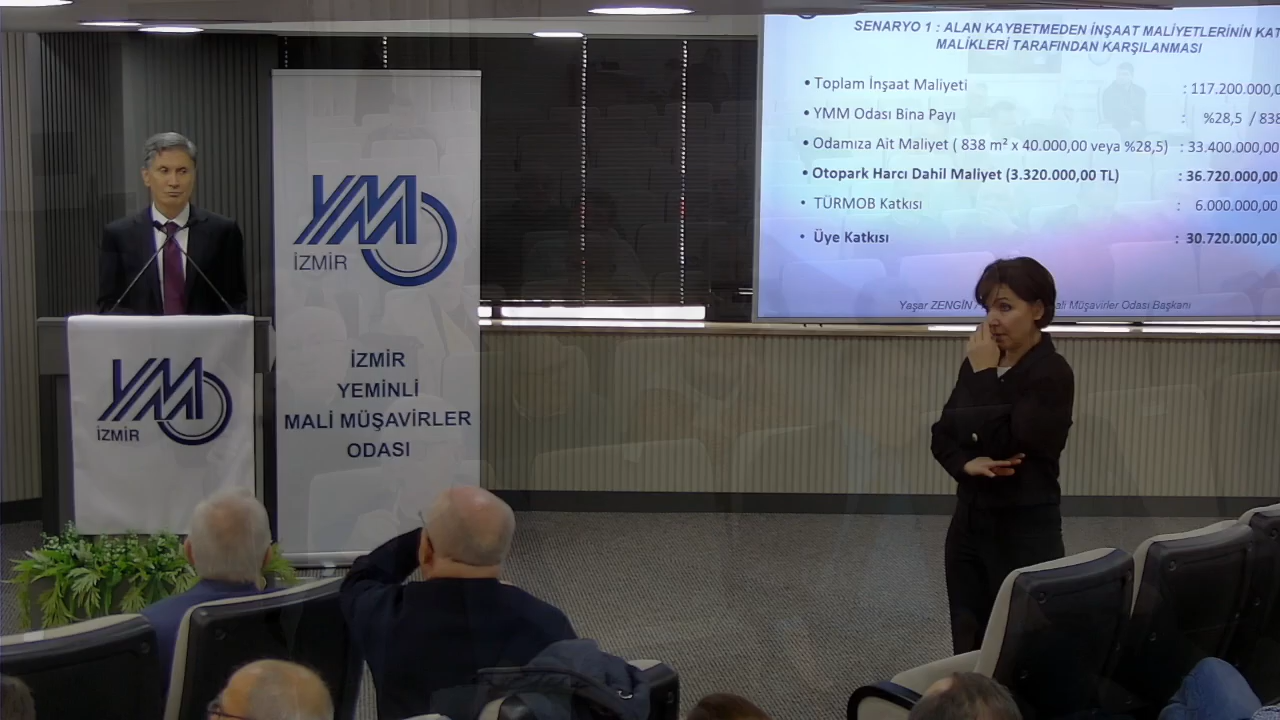 SENARYO 1 : ALAN KAYBETMEDEN İNŞAAT MALİYETLERİNİN KAT
MALİKLERİ TARAFINDAN KARŞILANMASI
• Toplam İnşaat Maliyeti : 117.200.000,0
• YMM Odası Bina Payı : %28,5 / 838
• Odamıza Ait Maliyet ( 838 m² x 40.000,00 veya %28,5) : 33.400.000,00
• Otopark Harcı Dahil Maliyet (3.320.000,00 TL) : 36.720.000,00
• TÜRMOB Katkısı : 6.000.000,00
• Üye Katkısı : 30.720.000,00
Yaşar ZENGİN Müşavirler Odası Başkanı
YMMO
İZMİR
İZMİR
YEMİNLİ
MALİ MÜŞAVİRLER
ODASI
YMMO
İZMİR